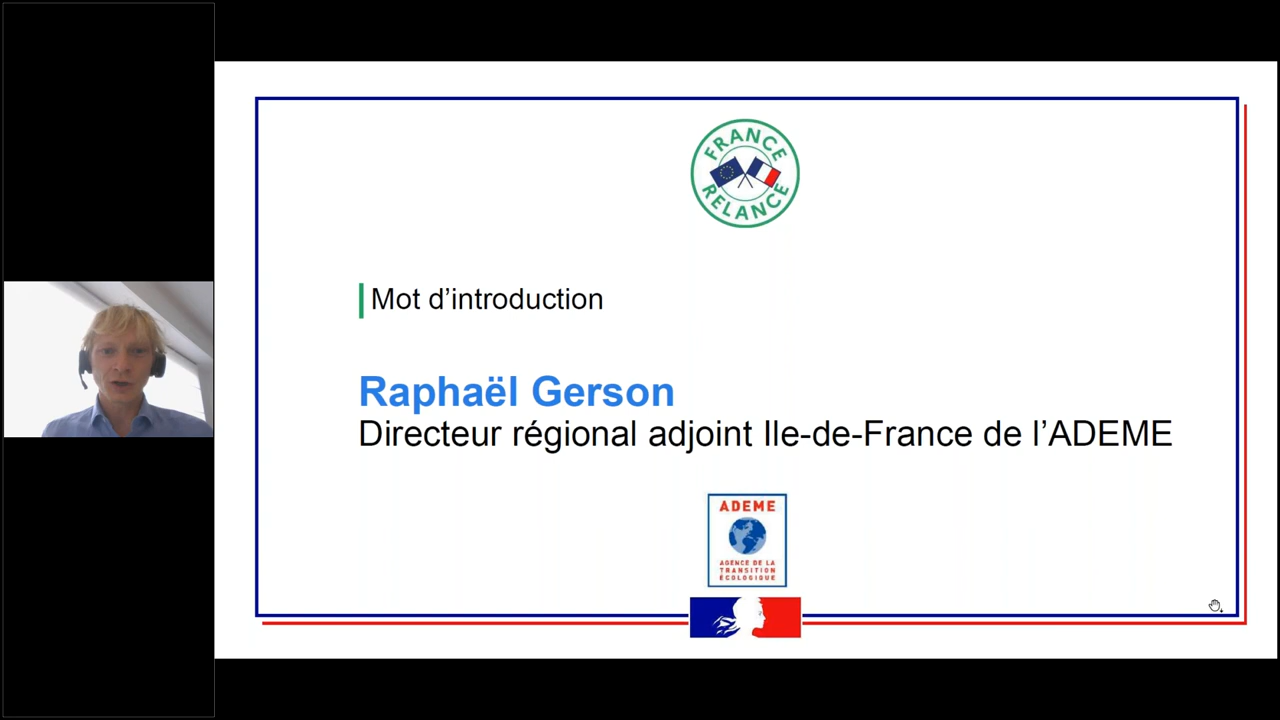 FRANCE
RELANCE
Mot d’introduction
Raphaël Gerson
Directeur régional adjoint Ile-de-France de l’ADEME
ADEME
AGENCE DE LA
TRANSITION
ÉCOLOGIQUE